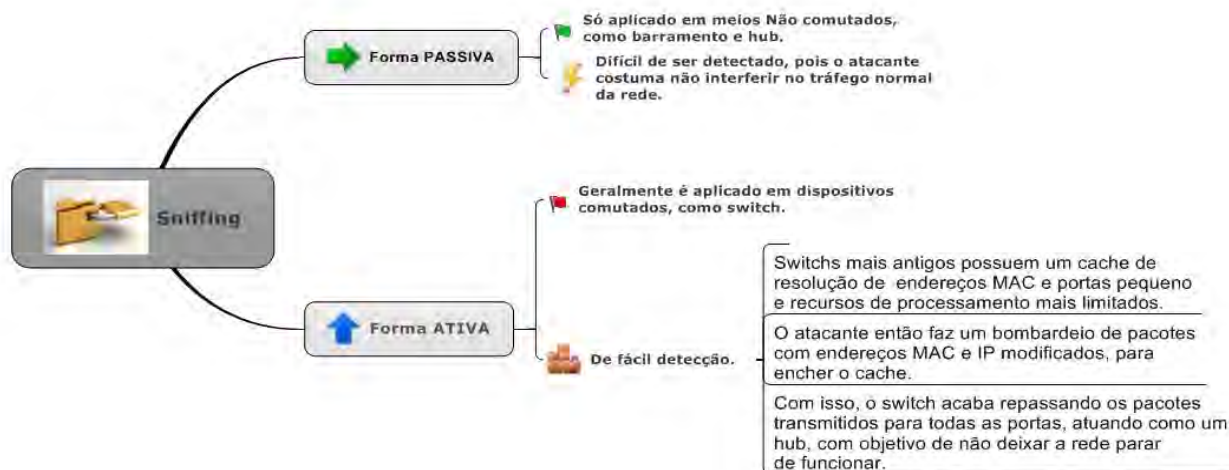 Só aplicado em meios Não comutados,
como barramento e hub.
Forma PASSIVA
Difícil de ser detectado, pois o atacante
costuma não interferir no tráfego normal
da rede.
Sniffing
Geralmente é aplicado em dispositivos
comutados, como switch.
Forma ATIVA
De fácil detecção.
Switchs mais antigos possuem um cache de
resolução de endereços MAC e portas pequeno
e recursos de processamento mais limitados.
O atacante então faz um bombardeio de pacotes
com endereços MAC e IP modificados, para
encher o cache.
Com isso, o switch acaba repassando os pacotes
transmitidos para todas as portas, atuando como um
hub, com objetivo de não deixar a rede parar
de funcionar.